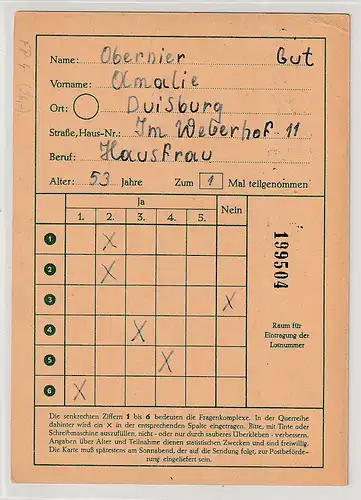 Name: Obernier Gut
Vorname: Amalie
Ort: Duisburg
Straße, Haus-Nr.: Im Weberhof 11
Beruf: Hausfrau
Alter: 53 Jahre Zum 1 Mal teilgenommen
Ja
Nein
1. 2. 3. 4. 5.
1 X
2 X
3 X
4 X
5 X
6 X
199504
Raum für
Eintragung der
Losnummer
Die senkrechten Ziffern 1 bis 6 bedeuten die Fragenkomplexe. In der Querreihe
dahinter wird ein × in der entsprechenden Spalte eingetragen. Bitte, mit Tinte oder
Schreibmaschine auszufüllen, nicht - oder nur durch sauberes Überkleben - verbessern.
Angaben über Alter und Teilnahme dienen statistischen Zwecken und sind freiwillig.
Die Karte muß spätestens am Sonnabend, der auf die Sendung folgt, zur Postbeförde-
rung eingeliefert sein.